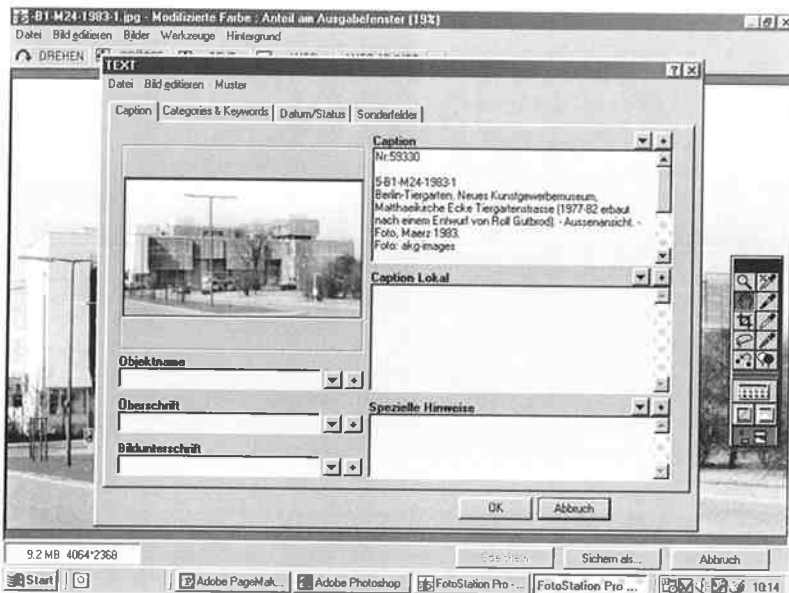 5-B1-M24-1983-1.jpg - Modifizierte Farbe : Anteil am Ausgabefenster (19%)
Datei Bild editieren Bilder Werkzeuge Hintergrund
DREHEN
TEXT
Datei Bild editieren Muster
Caption Categories & Keywords Datum/Status Sonderfelder
Caption
Nr.:59330
5-B1-M24-1983-1
Berlin-Tiergarten, Neues Kunstgewerbemuseum,
Matthaeikirche Ecke Tiergartenstrasse (1977-82 erbaut
nach einem Entwurf von Rolf Gutbrod). - Aussenansicht. -
Foto, Maerz 1983.
Foto: akg-images
Caption Lokal
Objektname
Überschrift
Spezielle Hinweise
Bildunterschrift
OK Abbruch
9.2 MB 4064*2368
Speichern Sichern als... Abbruch
Start Adobe PageMak... Adobe Photoshop FotoStation Pro - ... FotoStation Pro ... 10:14